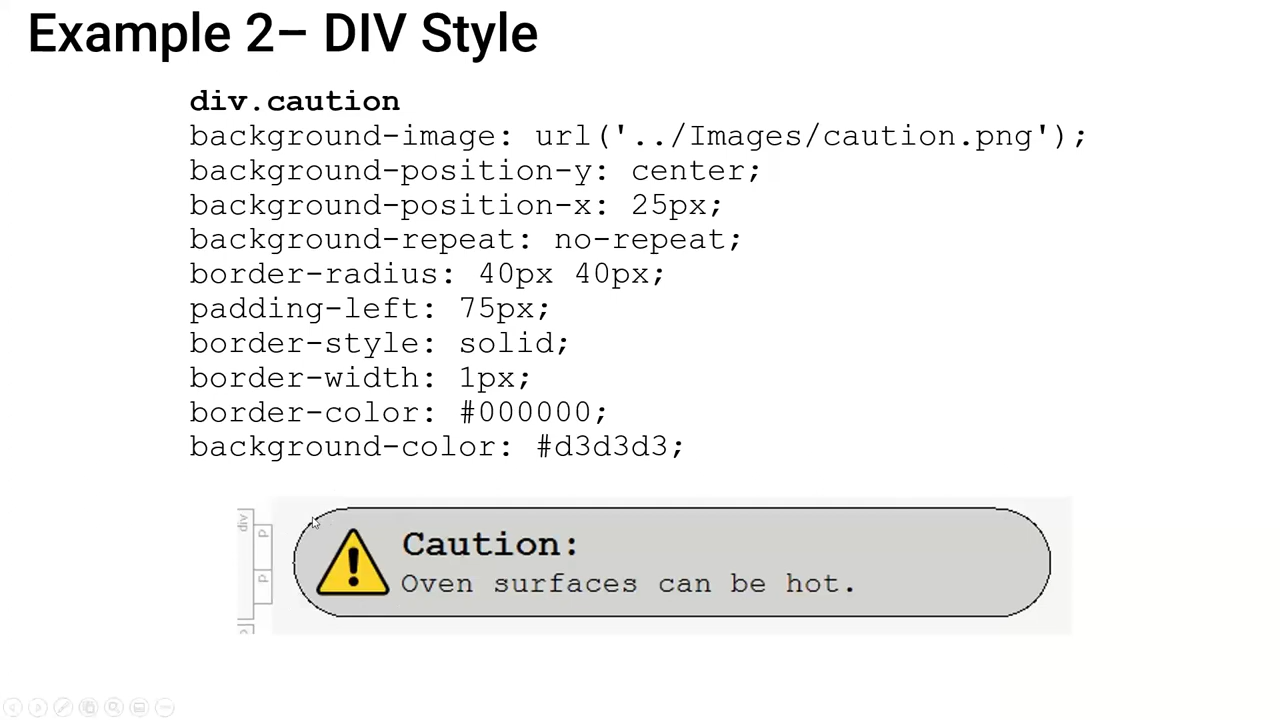 Example 2– DIV Style
div.caution
background-image: url('../Images/caution.png');
background-position-y: center;
background-position-x: 25px;
background-repeat: no-repeat;
border-radius: 40px 40px;
padding-left: 75px;
border-style: solid;
border-width: 1px;
border-color: #000000;
background-color: #d3d3d3;
div
p
Caution:
p
Oven surfaces can be hot.